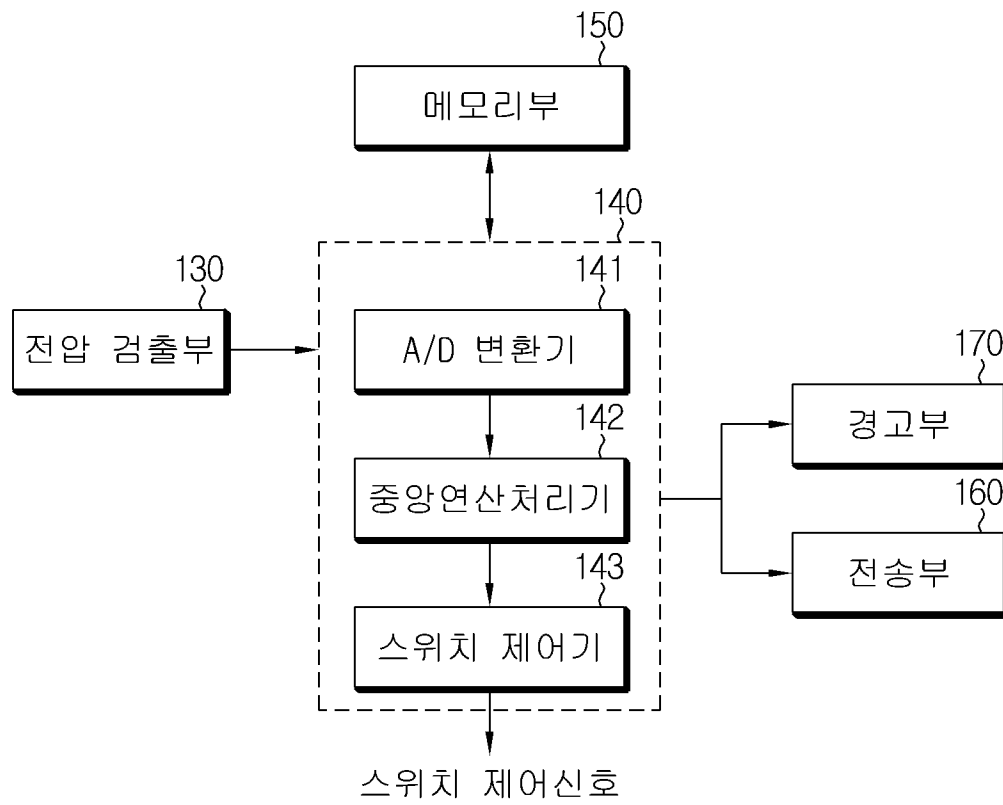 150
메모리부
140
130
전압 검출부
141
A/D 변환기
142
중앙연산처리기
143
스위치 제어기
170
경고부
160
전송부
스위치 제어신호